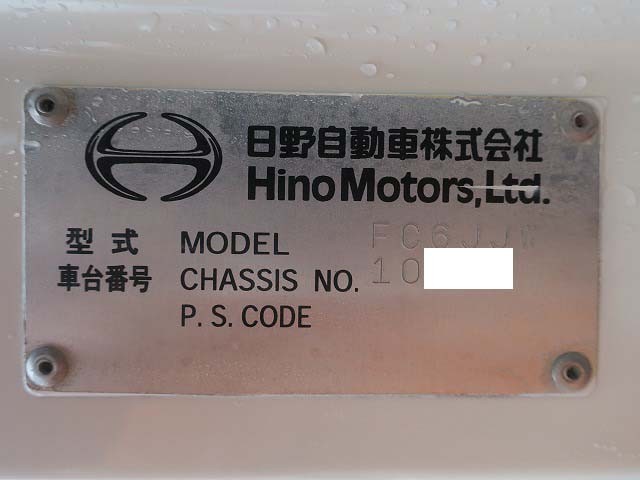 日野自動車株式会社
Hino Motors, Ltd.
型式 MODEL FC6JJW
車台番号 CHASSIS NO. 10
P. S. CODE